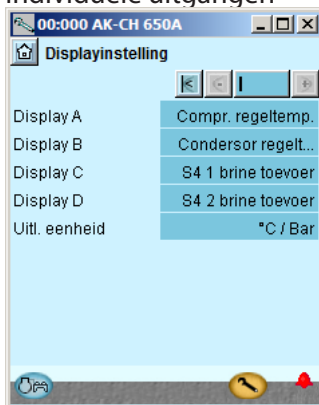 individuele uitgangen
00:000 AK-CH 650A
Displayinstelling
Display A Compr. regeltemp.
Display B Condersor regelt...
Display C S4 1 brine toevoer
Display D S4 2 brine toevoer
Uitl. eenheid °C / Bar